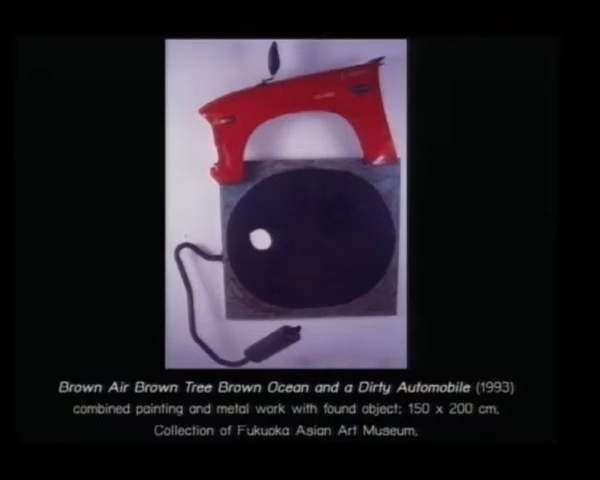 Brown Air Brown Tree Brown Ocean and a Dirty Automobile (1993)
combined painting and metal work with found object; 150 x 200 cm,
Collection of Fukuoka Asian Art Museum,